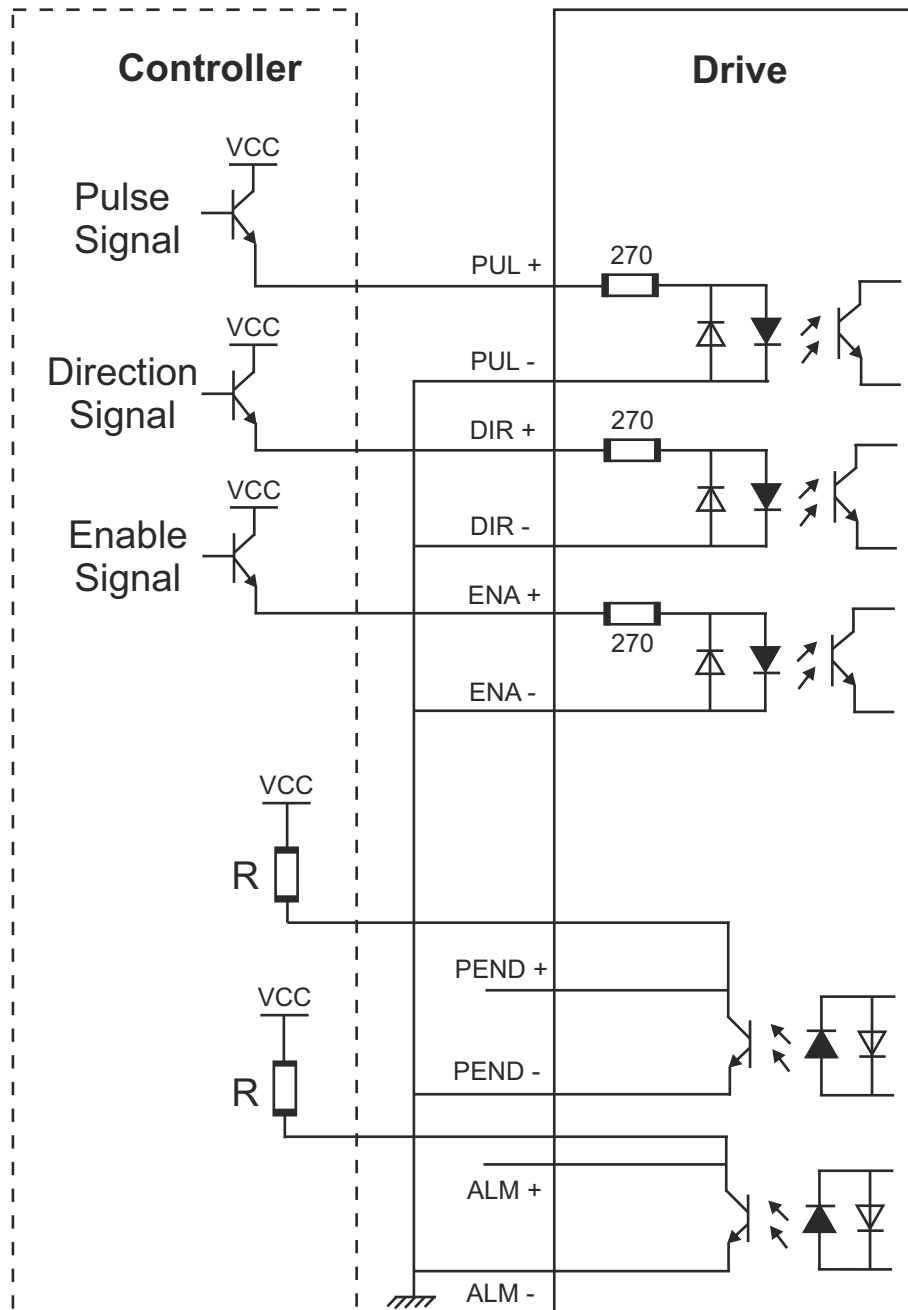 Controller
Drive
VCC
Pulse
Signal
PUL +
270
PUL -
VCC
Direction
Signal
DIR +
270
DIR -
VCC
Enable
Signal
ENA +
270
ENA -
VCC
R
PEND +
PEND -
VCC
R
ALM +
ALM -